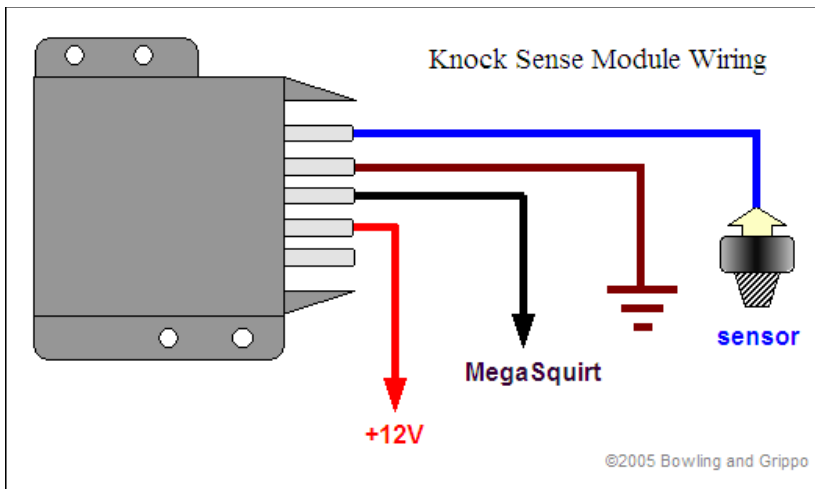 Knock Sense Module Wiring
sensor
MegaSquirt
+12V
©2005 Bowling and Grippo